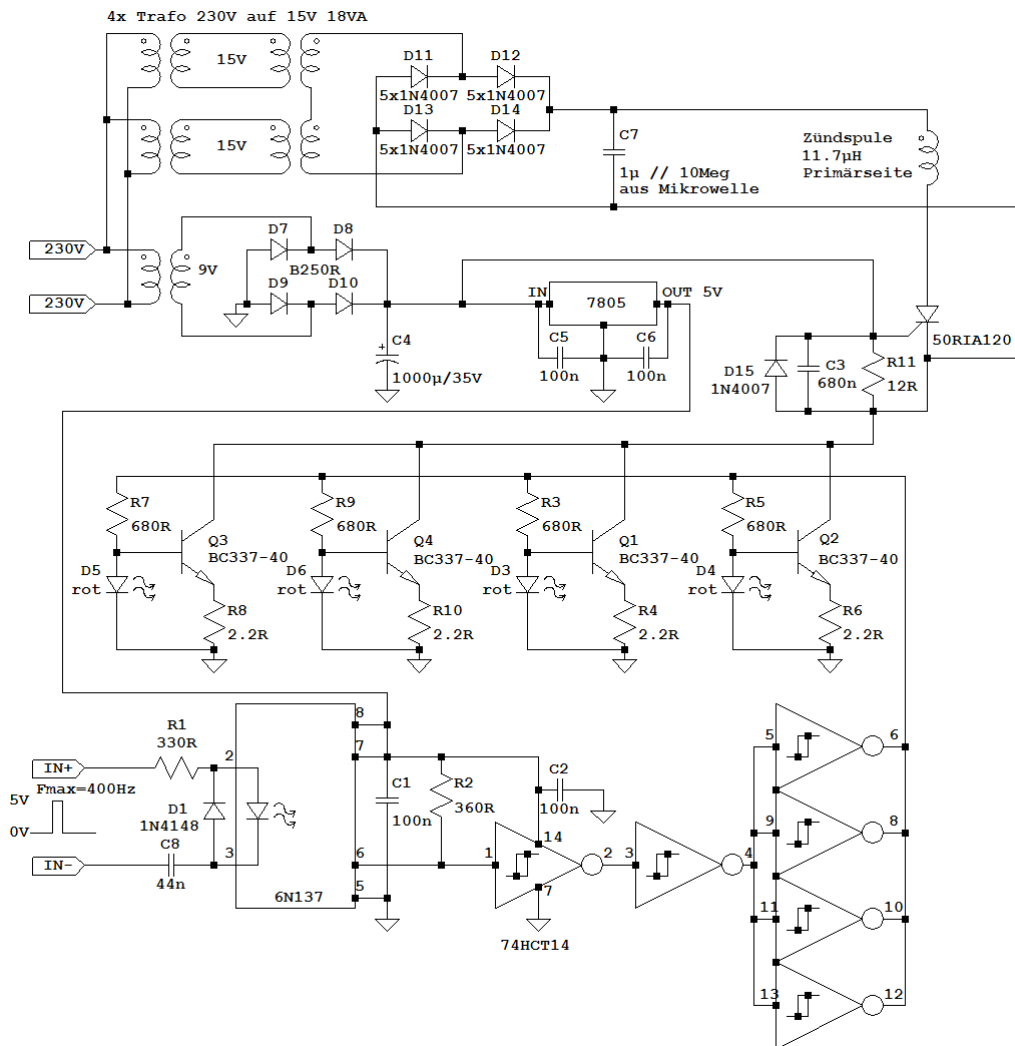 4x Trafo 230V auf 15V 18VA
15V
15V
D11
5x1N4007
D12
5x1N4007
D13
5x1N4007
D14
5x1N4007
C7
1µ // 10Meg
aus Mikrowelle
Zündspule
11.7µH
Primärseite
230V
230V
9V
D7
D8
B250R
D9
D10
C4
+
1000µ/35V
IN
7805
OUT 5V
C5
100n
C6
100n
50RIA120
D15
1N4007
C3
680n
R11
12R
R7
680R
Q3
BC337-40
D5
rot
R8
2.2R
R9
680R
Q4
BC337-40
D6
rot
R10
2.2R
R3
680R
Q1
BC337-40
D3
rot
R4
2.2R
R5
680R
Q2
BC337-40
D4
rot
R6
2.2R
R1
330R
IN+
Fmax=400Hz
5V
0V
D1
1N4148
C8
44n
IN-
2
3
8
7
6
5
6N137
C1
100n
R2
360R
C2
100n
1
14
7
2
74HCT14
3
4
5
6
9
8
11
10
13
12